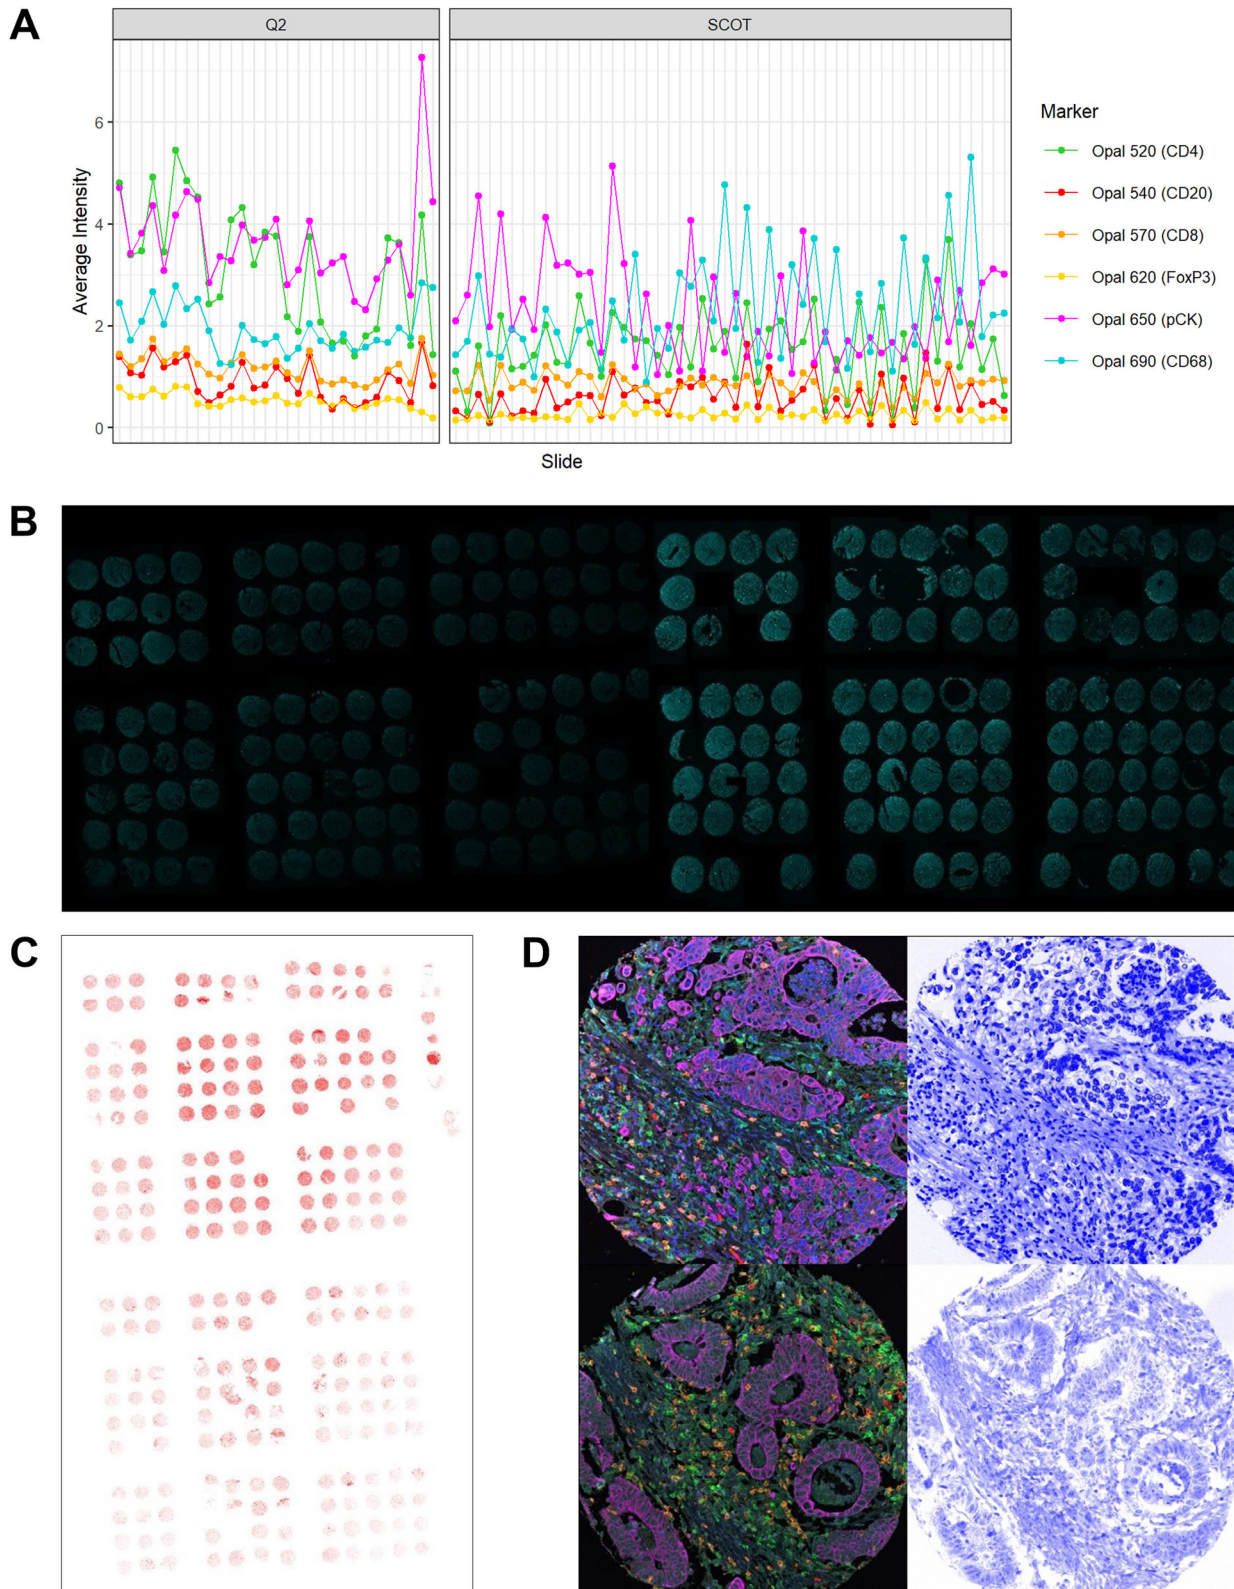 A
Q2
SCOT
6
4
2
0
Average Intensity
Slide
Marker
Opal 520 (CD4)
Opal 540 (CD20)
Opal 570 (CD8)
Opal 620 (FoxP3)
Opal 650 (pCK)
Opal 690 (CD68)
B
C
D